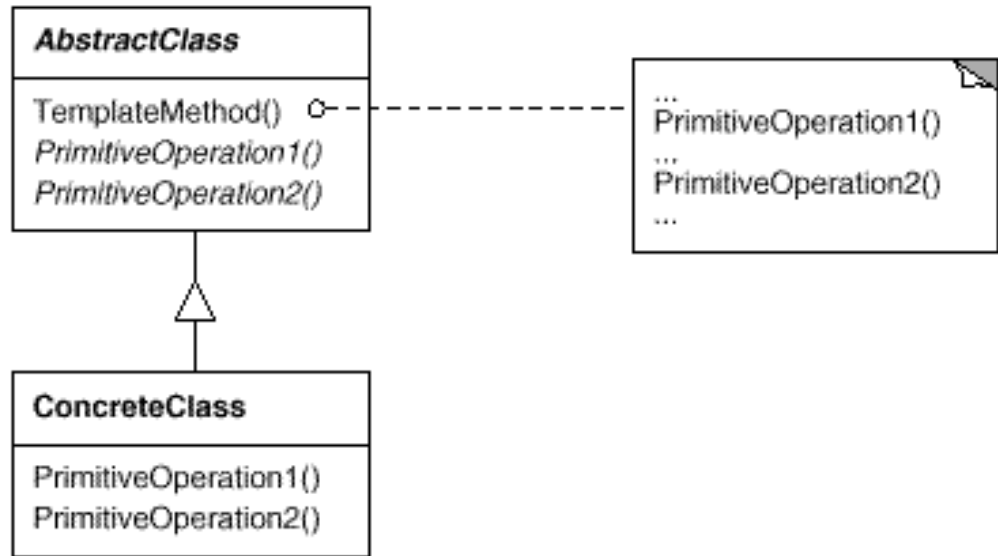 AbstractClass
TemplateMethod()
PrimitiveOperation1()
PrimitiveOperation2()
...
PrimitiveOperation1()
...
PrimitiveOperation2()
...
ConcreteClass
PrimitiveOperation1()
PrimitiveOperation2()